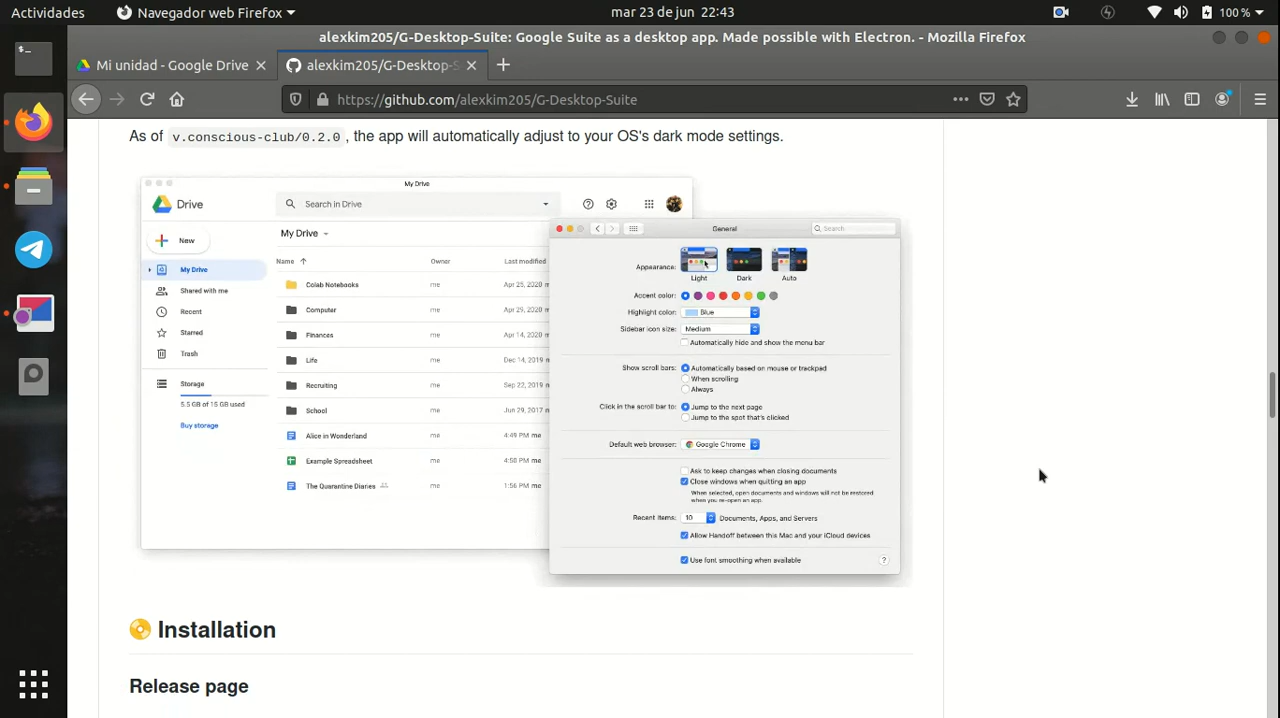 Actividades
Navegador web Firefox
mar 23 de jun 22:43
100 %
alexkim205/G-Desktop-Suite: Google Suite as a desktop app. Made possible with Electron. - Mozilla Firefox
Mi unidad - Google Drive
alexkim205/G-Desktop-S
https://github.com/alexkim205/G-Desktop-Suite
As of v.conscious-club/0.2.0, the app will automatically adjust to your OS's dark mode settings.
My Drive
Drive
Search in Drive
New
My Drive
Name
Owner
Last modified
My Drive
Shared with me
Recent
Starred
Trash
Storage
5.5 GB of 15 GB used
Buy storage
Colab Notebooks me Apr 25, 2020 m
Computer me Apr 29, 2020 m
Finances me Apr 14, 2020 m
Life me Dec 14, 2019 m
Recruiting me Sep 22, 2019 m
School me Jun 29, 2017 m
Alice in Wonderland me 4:49 PM me
Example Spreadsheet me 4:50 PM me
The Quarantine Diaries me 1:56 PM me
General
Search
Appearance:
Light Dark Auto
Accent color:
Highlight color: Blue
Sidebar icon size: Medium
Automatically hide and show the menu bar
Show scroll bars: Automatically based on mouse or trackpad
When scrolling
Always
Click in the scroll bar to: Jump to the next page
Jump to the spot that's clicked
Default web browser: Google Chrome
Ask to keep changes when closing documents
Close windows when quitting an app
When selected, open documents and windows will not be restored
when you re-open an app.
Recent items: 10 Documents, Apps, and Servers
Allow Handoff between this Mac and your iCloud devices
Use font smoothing when available
?
Installation
Release page